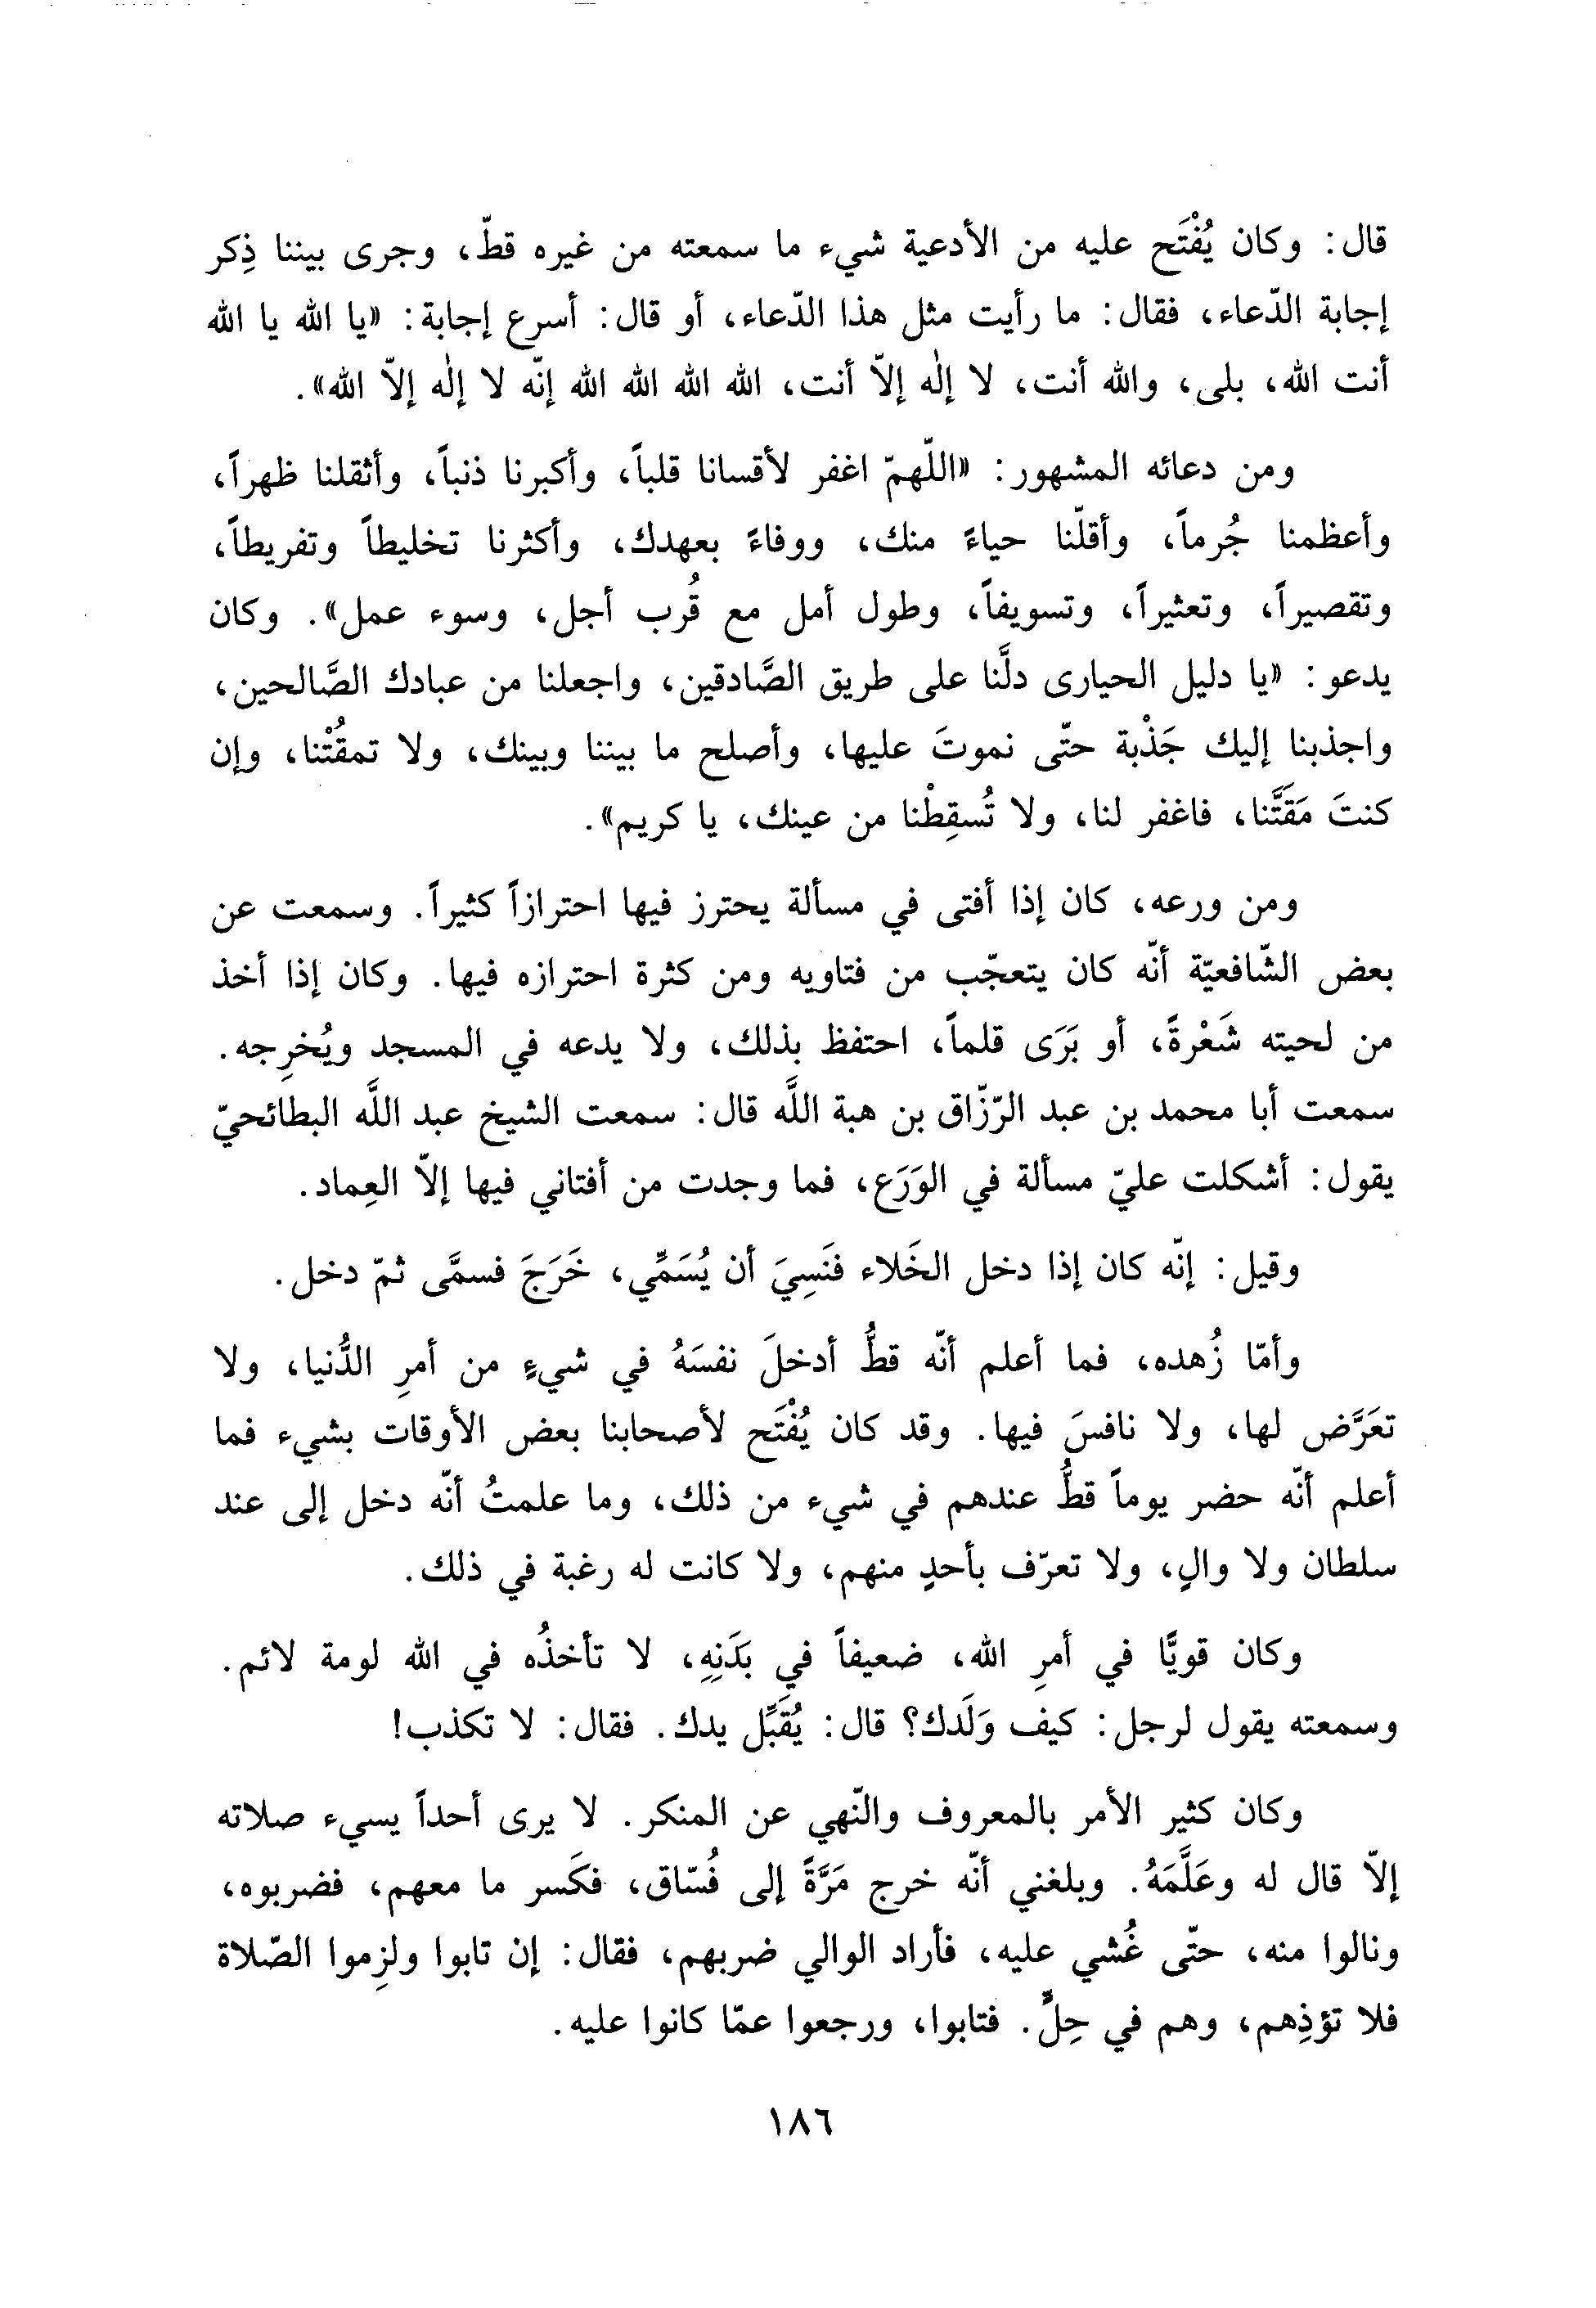 قال: وكان يُفْتَح عليه من الأدعية شيء ما سمعته من غيره قطّ، وجرى بيننا ذِكر
إجابة الدّعاء، فقال: ما رأيت مثل هذا الدّعاء، أو قال: أسرع إجابة: «يا الله يا الله
أنت الله، بلى، والله أنت، لا إلٰه إلاّ أنت، الله الله الله الله إنّه لا إلٰه إلاّ الله».
ومن دعائه المشهور: «اللّهمّ اغفر لأقسانا قلباً، وأكبرنا ذنباً، وأثقلنا ظهراً،
وأعظمنا جُرماً، وأقلّنا حياءً منك، ووفاءً بعهدك، وأكثرنا تخليطاً وتفريطاً،
وتقصيراً، وتعثيراً، وتسويفاً، وطول أمل مع قُرب أجل، وسوء عمل». وكان
يدعو: «يا دليل الحيارى دلَّنا على طريق الصَّادقين، واجعلنا من عبادك الصَّالحين،
واجذبنا إليك جَذْبة حتّى نموتَ عليها، وأصلح ما بيننا وبينك، ولا تمقُتْنا، وإن
كنتَ مَقَتَّنا، فاغفر لنا، ولا تُسقِطْنا من عينك، يا كريم».
ومن ورعه، كان إذا أفتى في مسألة يحترز فيها احترازاً كثيراً. وسمعت عن
بعض الشّافعيّة أنّه كان يتعجّب من فتاويه ومن كثرة احترازه فيها. وكان إذا أخذ
من لحيته شَعْرةً، أو بَرَى قلماً، احتفظ بذلك، ولا يدعه في المسجد ويُخرِجه.
سمعت أبا محمد بن عبد الرّزّاق بن هبة اللَّه قال: سمعت الشيخ عبد اللَّه البطائحيّ
يقول: أشكلت عليّ مسألة في الوَرَع، فما وجدت من أفتاني فيها إلاّ العِماد.
وقيل: إنّه كان إذا دخل الخَلاء فنَسِيَ أن يُسَمِّي، خَرَجَ فسمَّى ثمّ دخل.
وأمّا زُهده، فما أعلم أنّه قطُّ أدخلَ نفسَهُ في شيءٍ من أمرِ الدُّنيا، ولا
تعَرَّض لها، ولا نافسَ فيها. وقد كان يُفْتَح لأصحابنا بعض الأوقات بشيء فما
أعلم أنّه حضر يوماً قطُّ عندهم في شيء من ذلك، وما علمتُ أنّه دخل إلى عند
سلطان ولا والٍ، ولا تعرّف بأحدٍ منهم، ولا كانت له رغبة في ذلك.
وكان قويًّا في أمرِ الله، ضعيفاً في بَدَنِهِ، لا تأخذُه في الله لومة لائم.
وسمعته يقول لرجل: كيف وَلَدك؟ قال: يُقَبِّل يدك. فقال: لا تكذب!
وكان كثير الأمر بالمعروف والنّهي عن المنكر. لا يرى أحداً يسيء صلاته
إلاّ قال له وعَلَّمَهُ. وبلغني أنّه خرج مَرَّةً إلى فُسّاق، فكَسر ما معهم، فضربوه،
ونالوا منه، حتّى غُشي عليه، فأراد الوالي ضربهم، فقال: إن تابوا ولزِموا الصّلاة
فلا تؤذِهم، وهم في حِلٍّ. فتابوا، ورجعوا عمّا كانوا عليه.
١٨٦